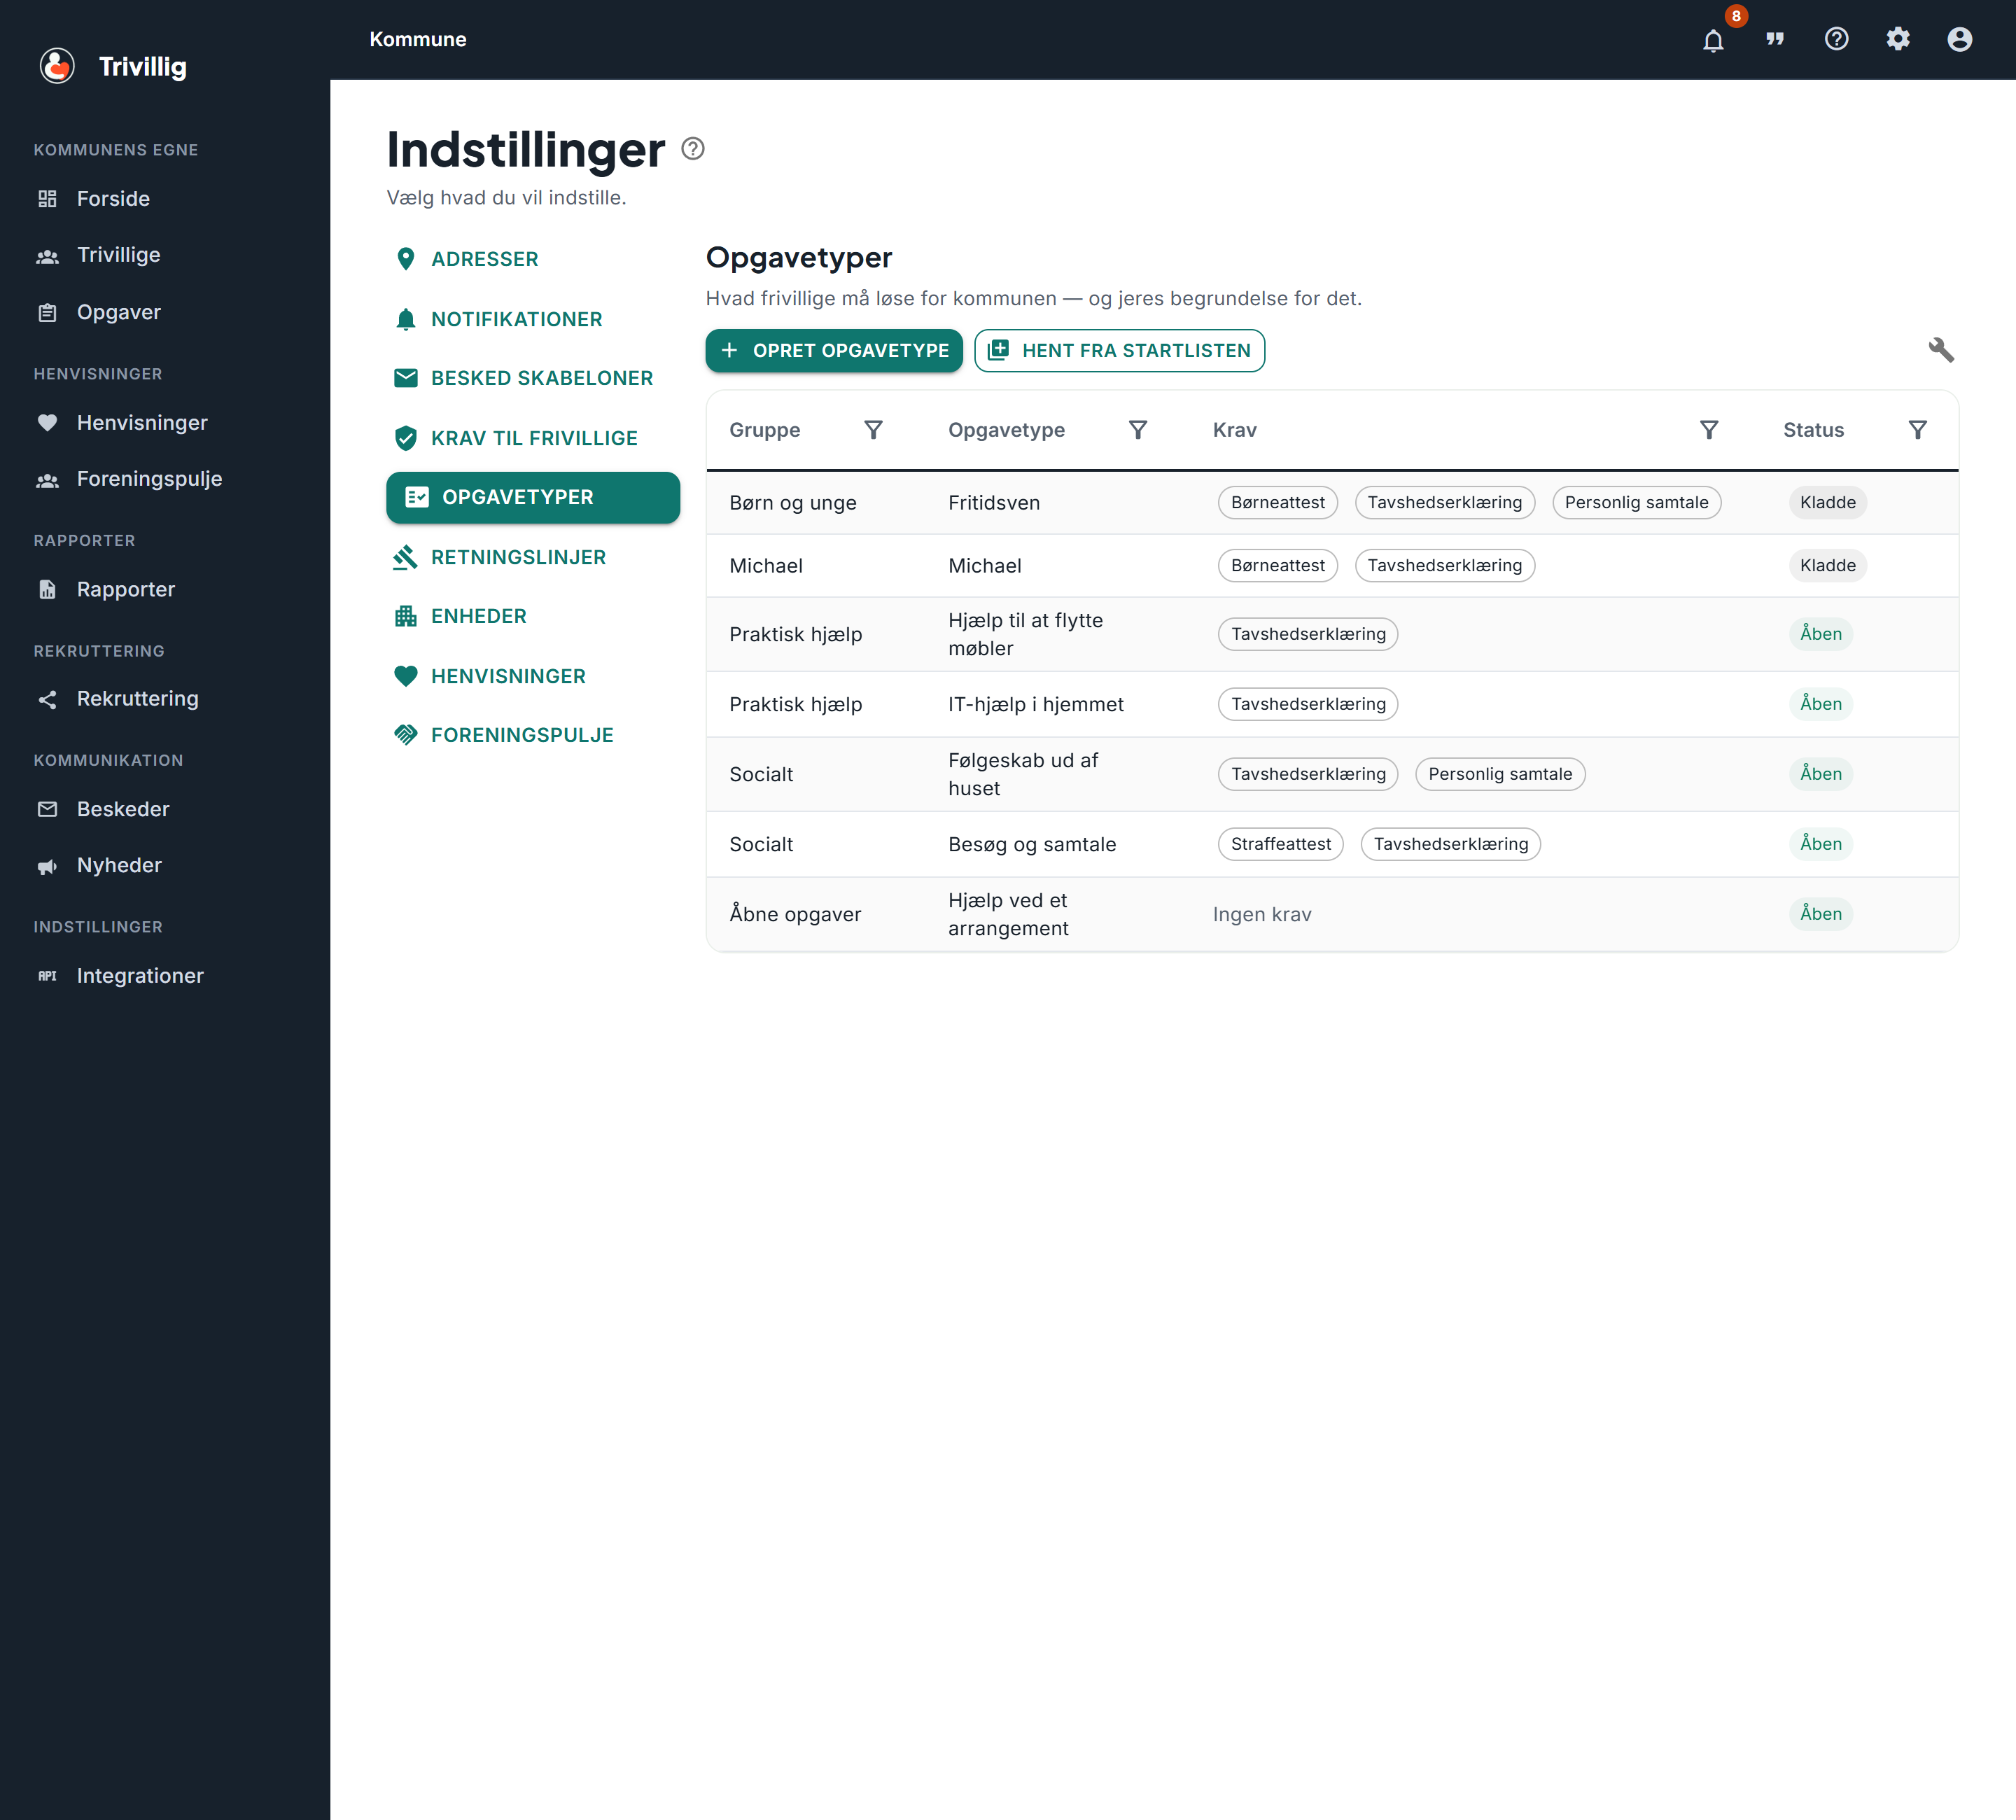 Trivillig
Kommune
8
KOMMUNENS EGNE
Forside
Trivillige
Opgaver
HENVISNINGER
Henvisninger
Foreningspulje
RAPPORTER
Rapporter
REKRUTTERING
Rekruttering
KOMMUNIKATION
Beskeder
Nyheder
INDSTILLINGER
API Integrationer
Indstillinger
Vælg hvad du vil indstille.
ADRESSER
NOTIFIKATIONER
BESKED SKABELONER
KRAV TIL FRIVILLIGE
OPGAVETYPER
RETNINGSLINJER
ENHEDER
HENVISNINGER
FORENINGSPULJE
Opgavetyper
Hvad frivillige må løse for kommunen — og jeres begrundelse for det.
OPRET OPGAVETYPE HENT FRA STARTLISTEN
Gruppe Opgavetype Krav Status
Børn og unge Fritidsven Børneattest Tavshedserklæring Personlig samtale Kladde
Michael Michael Børneattest Tavshedserklæring Kladde
Praktisk hjælp Hjælp til at flytte
møbler Tavshedserklæring Åben
Praktisk hjælp IT-hjælp i hjemmet Tavshedserklæring Åben
Socialt Følgeskab ud af
huset Tavshedserklæring Personlig samtale Åben
Socialt Besøg og samtale Straffeattest Tavshedserklæring Åben
Åbne opgaver Hjælp ved et
arrangement Ingen krav Åben